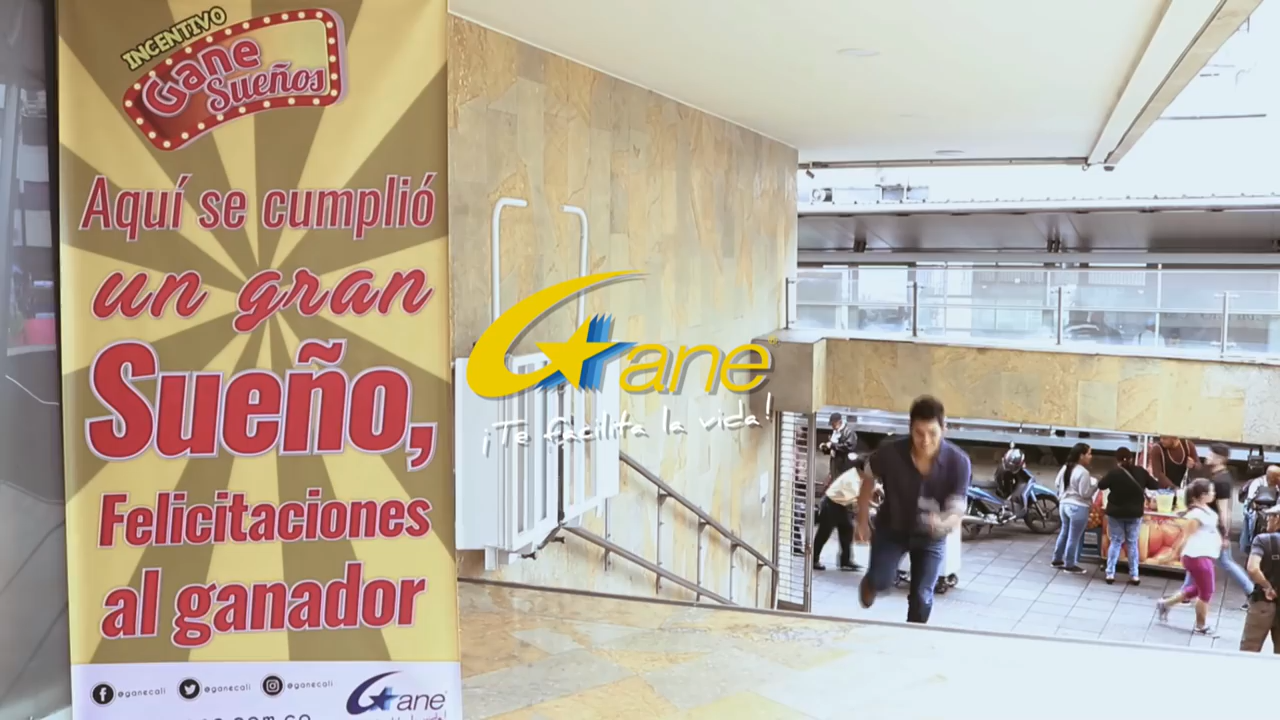 INCENTIVO
Gane
Sueños
Aquí se cumplió
un gran
Sueño,
Felicitaciones
al ganador
@ganecali @ganecali @ganecali
Gane
Gane®
¡Te facilita la vida!